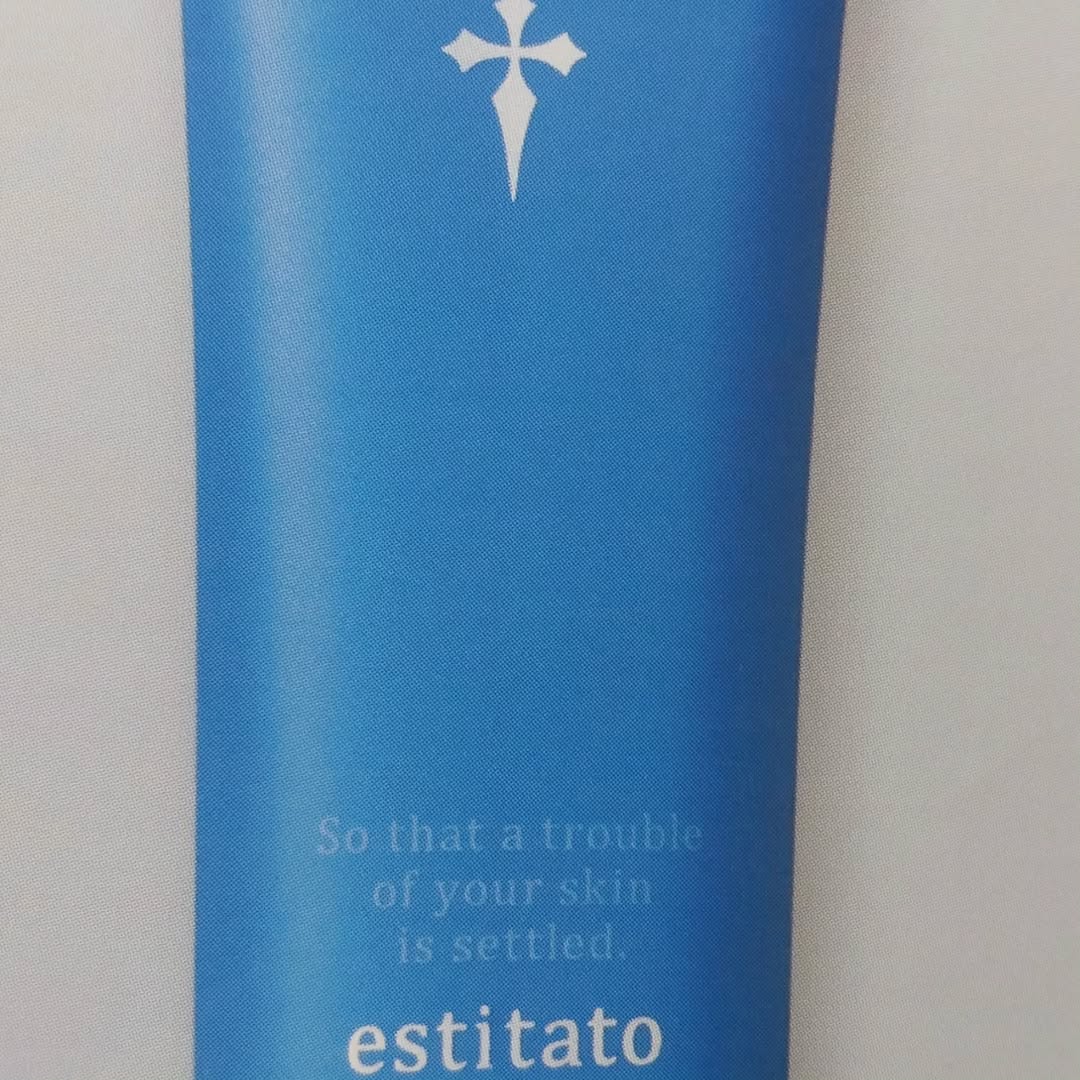 So that a trouble
of your skin
is settled.
estitato